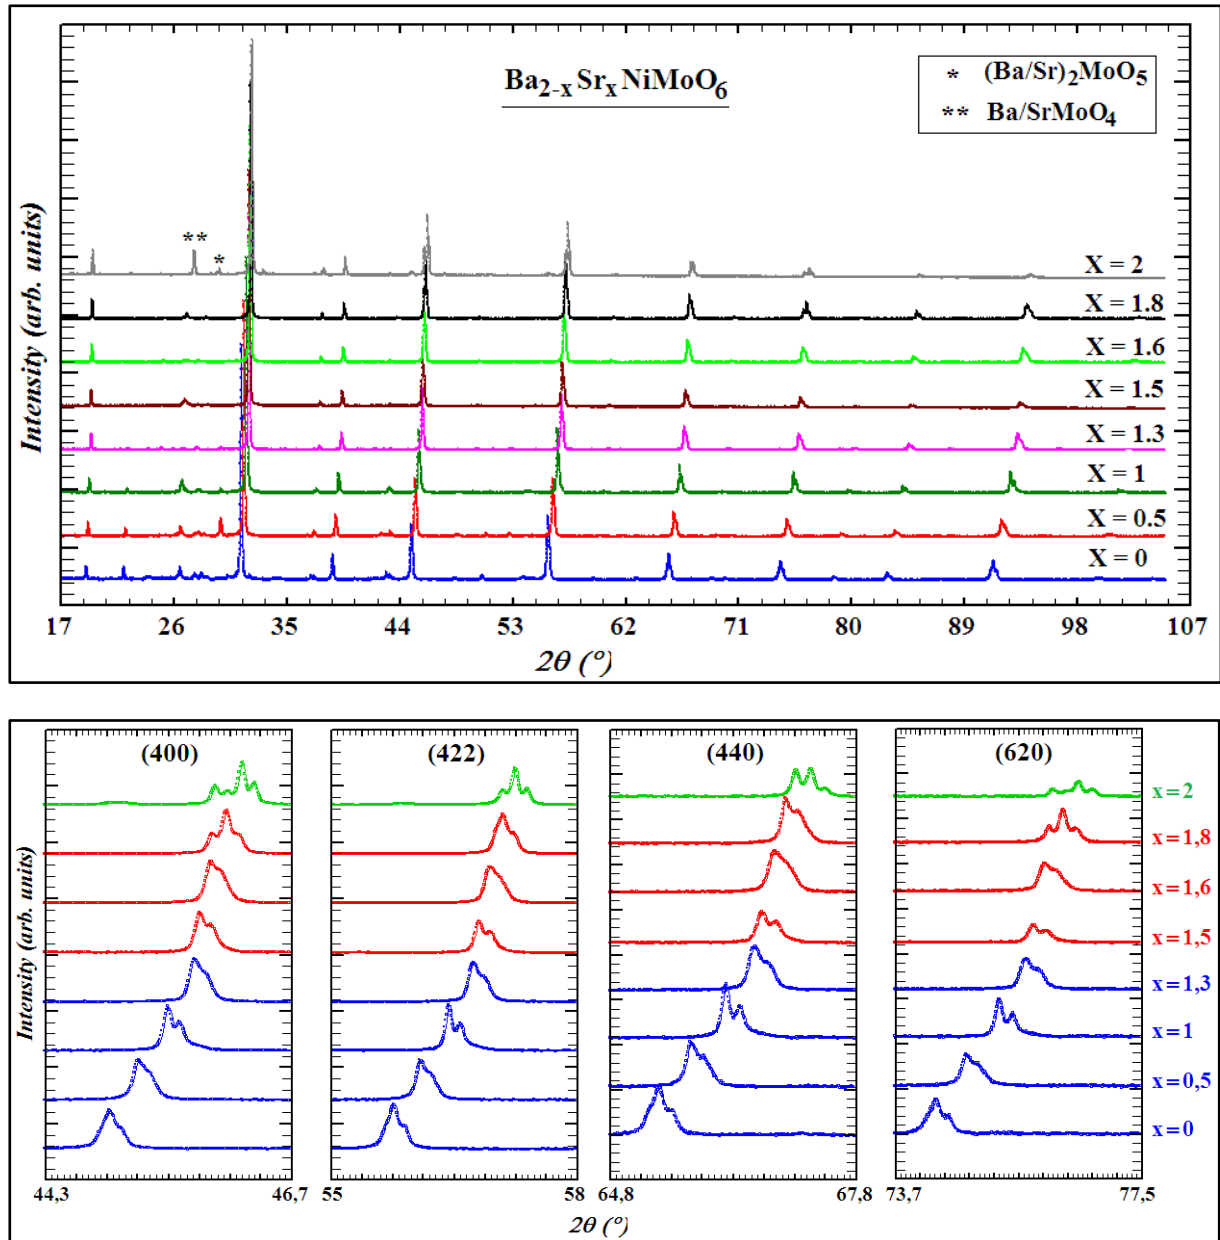 Ba2-xSrxNiMoO6
* (Ba/Sr)2MoO5
** Ba/SrMoO4
Intensity (arb. units)
**
*
X = 2
X = 1.8
X = 1.6
X = 1.5
X = 1.3
X = 1
X = 0.5
X = 0
17 26 35 44 53 62 71 80 89 98 107
2θ (°)
(400) (422) (440) (620)
Intensity (arb. units)
x=2
x=1,8
x=1,6
x=1,5
x=1,3
x=1
x=0,5
x=0
44,3 46,7 55 58 64,8 67,8 73,7 77,5
2θ (°)